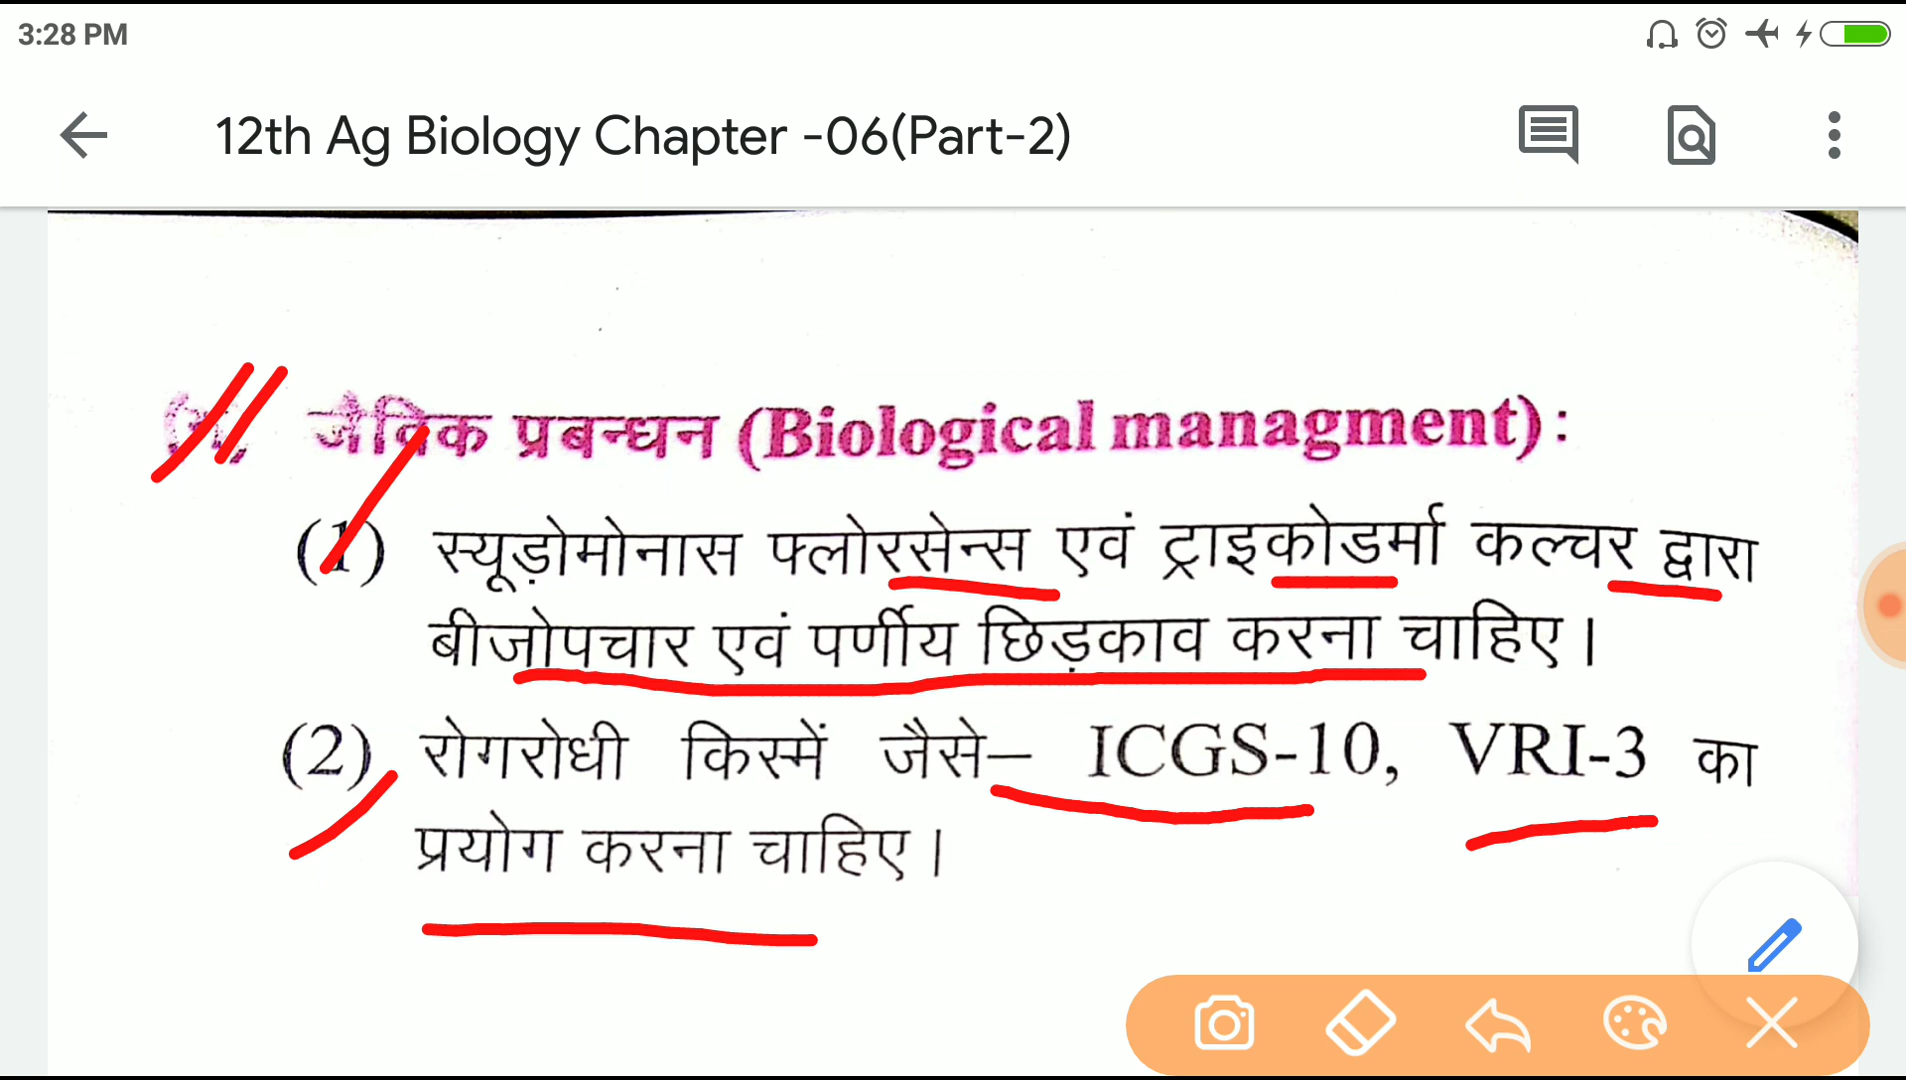 3:28 PM
12th Ag Biology Chapter -06(Part-2)
जैविक प्रबन्धन (Biological managment) :
(1) स्यूड़ोमोनास फ्लोरसेन्स एवं ट्राइकोडर्मा कल्चर द्वारा
बीजोपचार एवं पर्णीय छिड़काव करना चाहिए।
(2) रोगरोधी किस्में जैसे– ICGS-10, VRI-3 का
प्रयोग करना चाहिए।